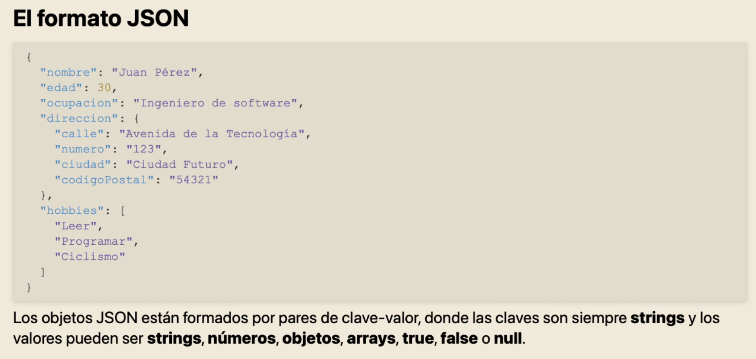 El formato JSON
{
"nombre": "Juan Pérez",
"edad": 30,
"ocupacion": "Ingeniero de software",
"direccion": {
"calle": "Avenida de la Tecnología",
"numero": "123",
"ciudad": "Ciudad Futuro",
"codigoPostal": "54321"
},
"hobbies": [
"Leer",
"Programar",
"Ciclismo"
]
}
Los objetos JSON están formados por pares de clave-valor, donde las claves son siempre strings y los
valores pueden ser strings, números, objetos, arrays, true, false o null.